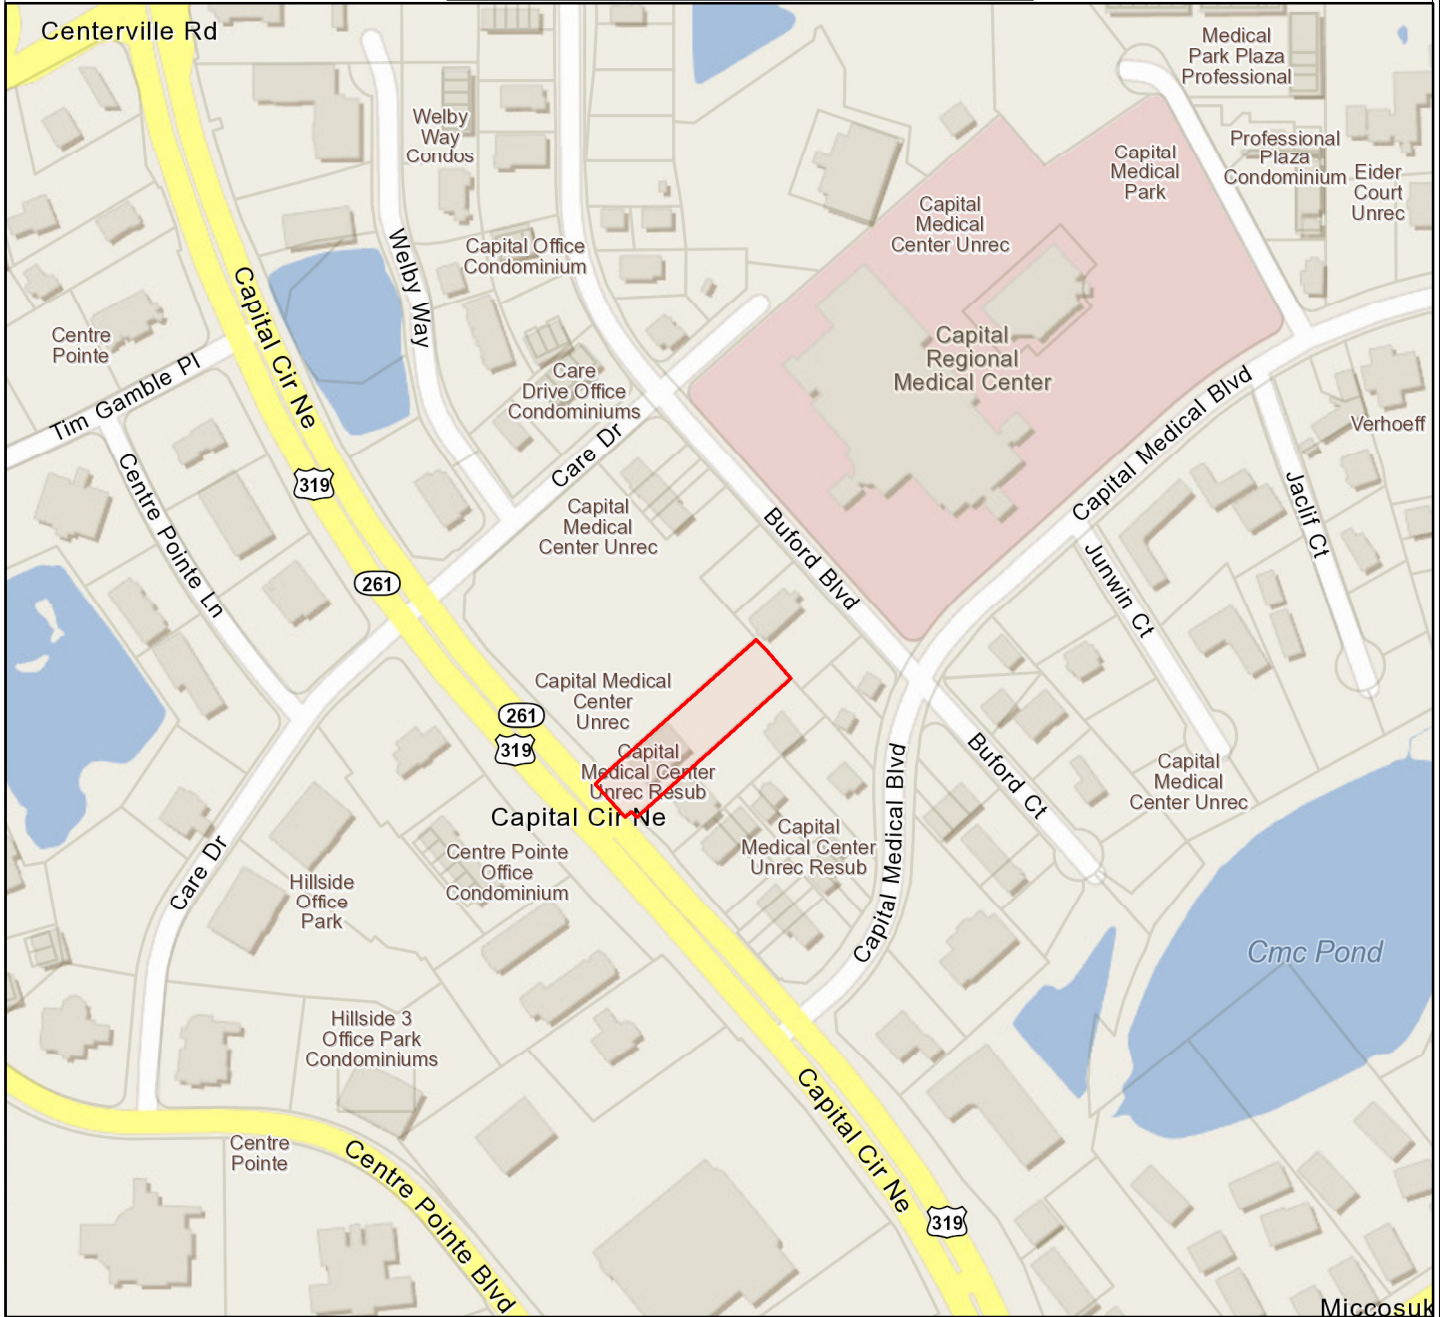 Centerville Rd
Medical
Park Plaza
Professional
Welby
Way
Condos
Capital
Medical
Park
Professional
Plaza
Condominium
Eider
Court
Unrec
Capital
Medical
Center Unrec
Capital Office
Condominium
Welby Way
Capital Cir Ne
Centre
Pointe
Tim Gamble Pl
Capital
Regional
Medical Center
Care
Drive Office
Condominiums
Capital Medical Blvd
Verhoeff
Care Dr
Centre Pointe Ln
319
Capital
Medical
Center Unrec
Buford Blvd
Jaclif Ct
Junwin Ct
261
Capital Medical
Center
Unrec
261
319
Capital
Medical Center
Unrec Resub
Capital Cir Ne
Buford Ct
Capital
Medical
Center Unrec
Capital Medical Blvd
Capital
Medical Center
Unrec Resub
Centre Pointe
Office
Condominium
Care Dr
Hillside
Office
Park
Cmc Pond
Hillside 3
Office Park
Condominiums
Capital Cir Ne
Centre
Pointe
Centre Pointe Blvd
319
Miccosuk